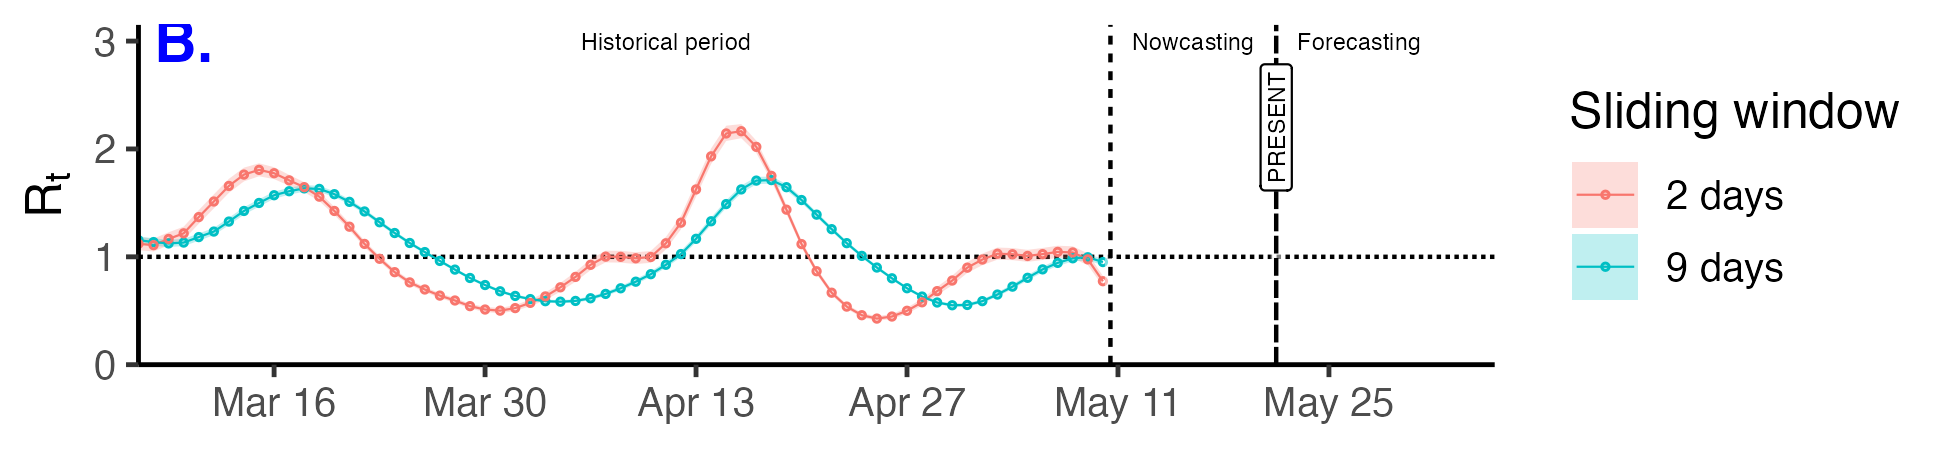 B.
Historical period
Nowcasting
Forecasting
PRESENT
3
2
1
0
Rt
Mar 16
Mar 30
Apr 13
Apr 27
May 11
May 25
Sliding window
2 days
9 days